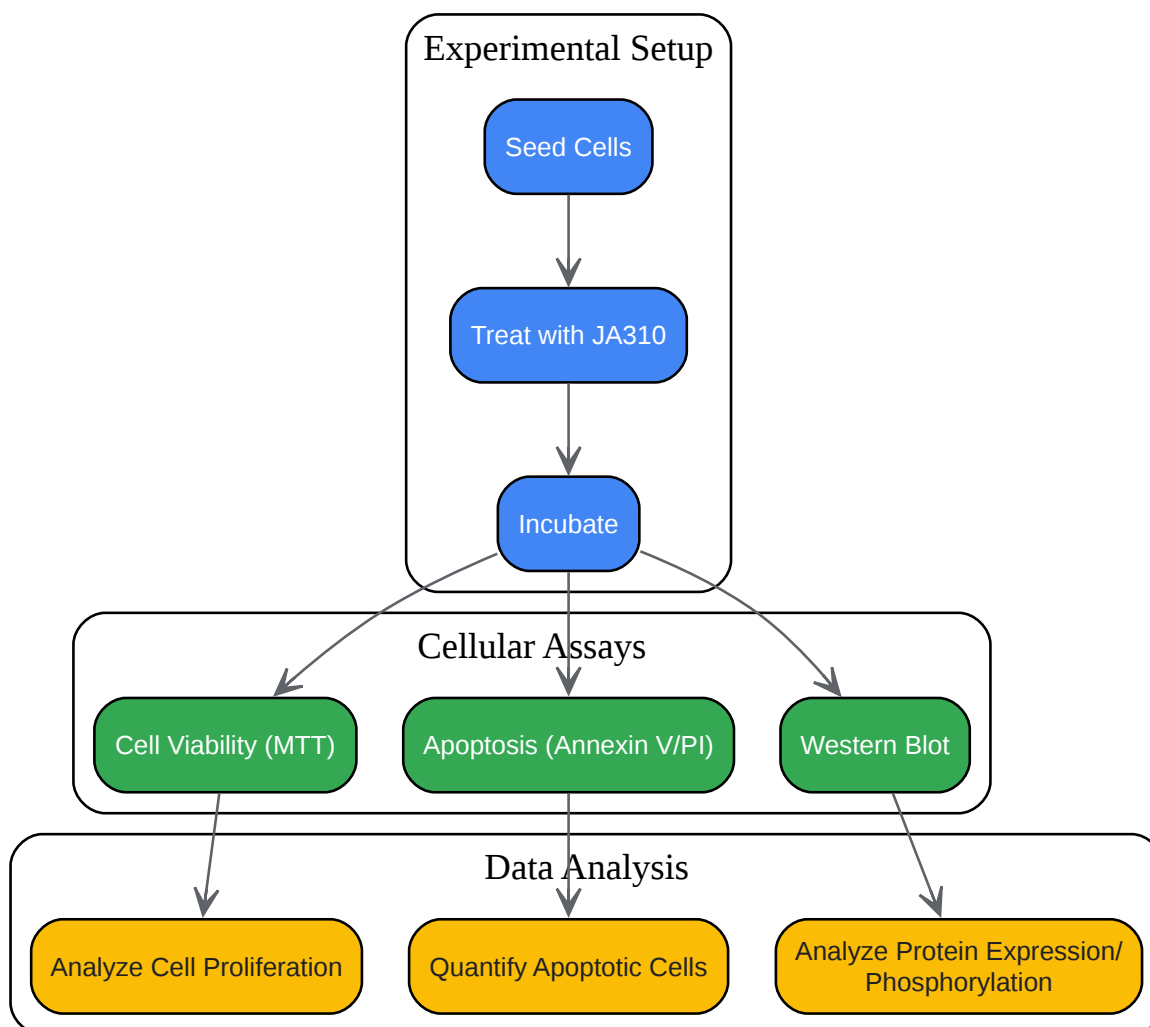 Experimental Setup
Seed Cells
Treat with JA310
Incubate
Cellular Assays
Cell Viability (MTT)
Apoptosis (Annexin V/PI)
Western Blot
Data Analysis
Analyze Cell Proliferation
Quantify Apoptotic Cells
Analyze Protein Expression/
Phosphorylation